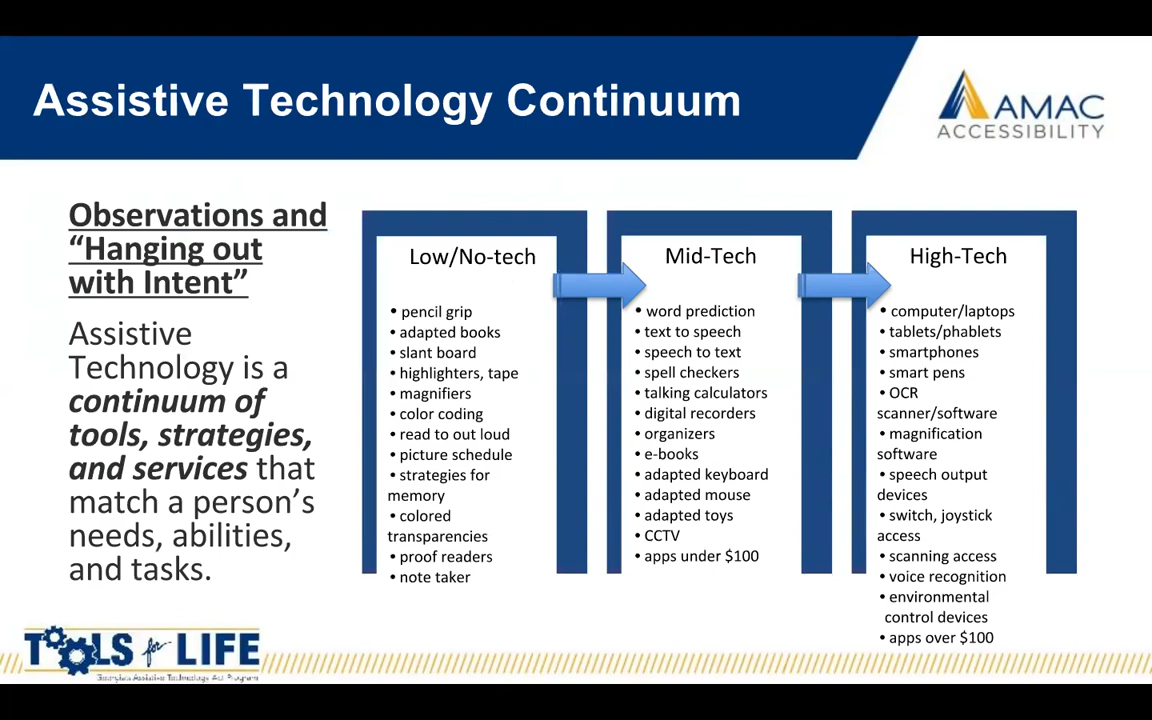 Assistive Technology Continuum
AMAC
ACCESSIBILITY
Observations and
“Hanging out
with Intent”
Assistive
Technology is a
continuum of
tools, strategies,
and services that
match a person’s
needs, abilities,
and tasks.
Low/No-tech
• pencil grip
• adapted books
• slant board
• highlighters, tape
• magnifiers
• color coding
• read to out loud
• picture schedule
• strategies for
memory
• colored
transparencies
• proof readers
• note taker
Mid-Tech
• word prediction
• text to speech
• speech to text
• spell checkers
• talking calculators
• digital recorders
• organizers
• e-books
• adapted keyboard
• adapted mouse
• adapted toys
• CCTV
• apps under $100
High-Tech
• computer/laptops
• tablets/phablets
• smartphones
• smart pens
• OCR
scanner/software
• magnification
software
• speech output
devices
• switch, joystick
access
• scanning access
• voice recognition
• environmental
control devices
• apps over $100
TOOLS for LIFE
Georgia's Assistive Technology Act Program